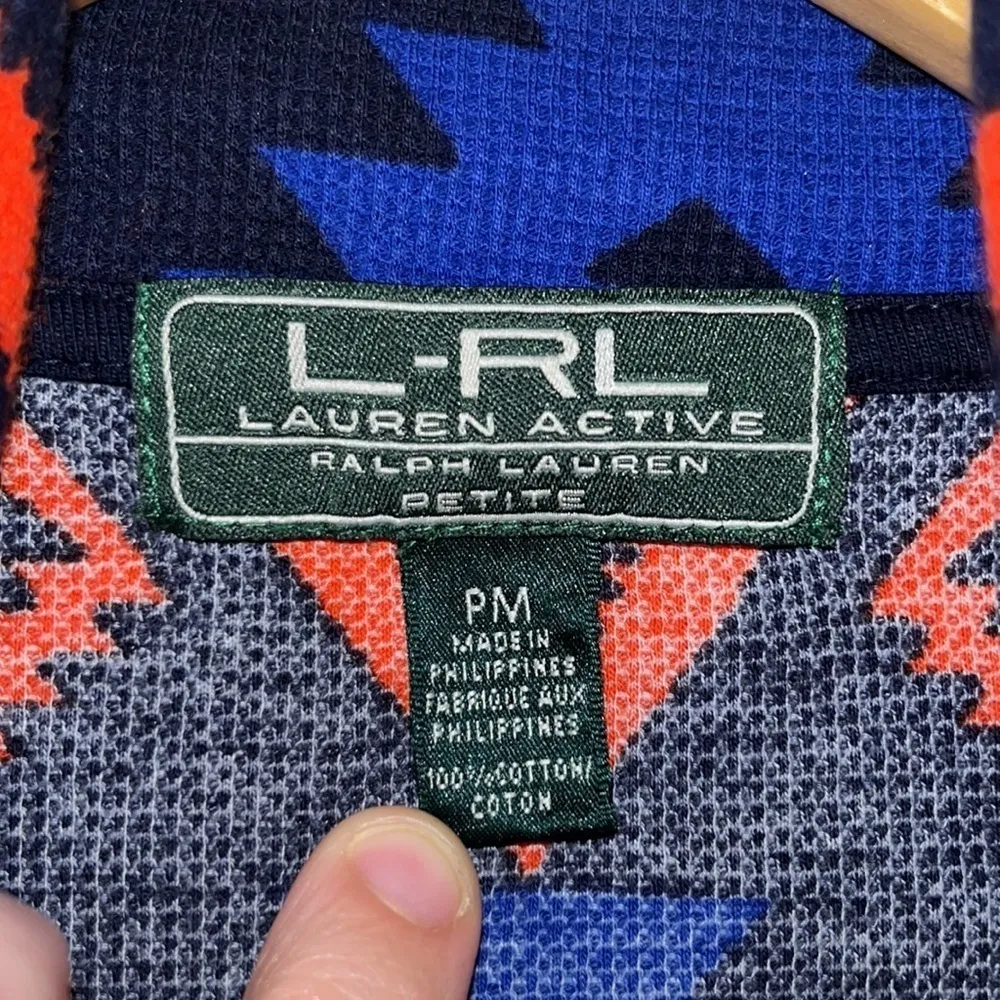 L-RL
LAUREN ACTIVE
RALPH LAUREN
PETITE
PM
MADE IN
PHILIPPINES
FABRIQUE AUX
PHILIPPINES
100%COTTON/
COTON